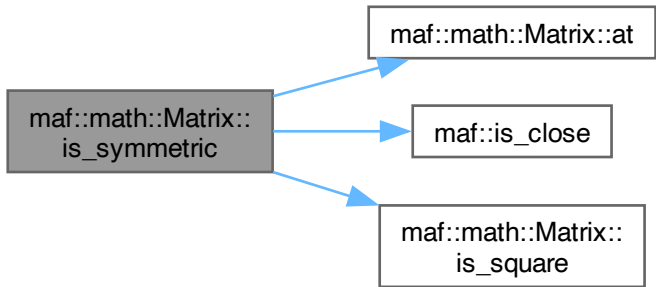 maf::math::Matrix::
is_symmetric
maf::math::Matrix::at
maf::is_close
maf::math::Matrix::
is_square